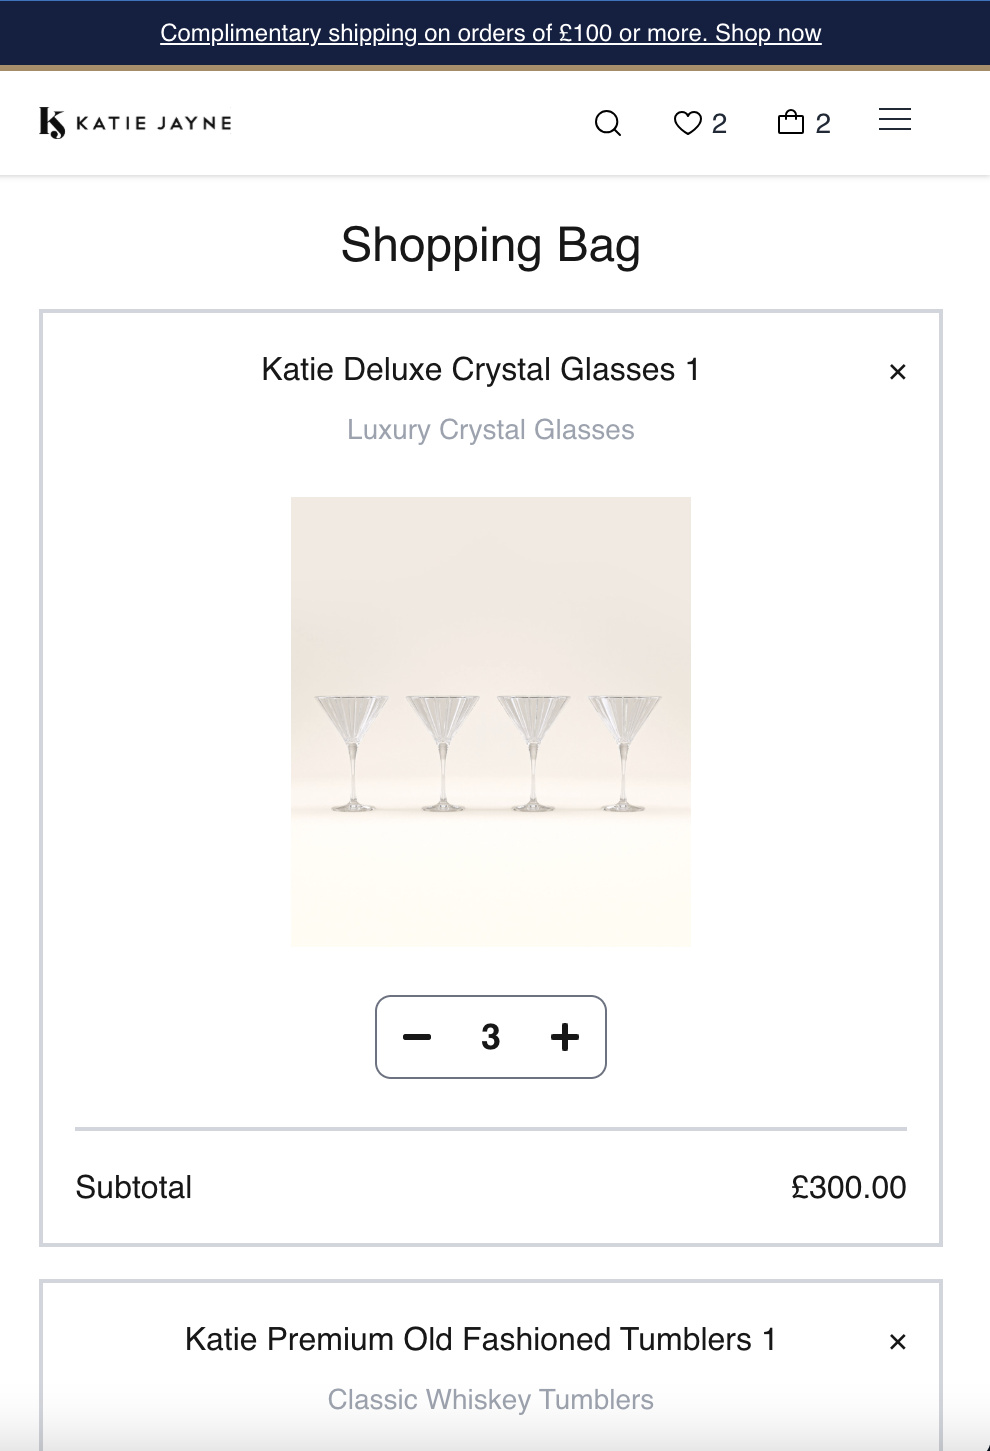 Complimentary shipping on orders of £100 or more. Shop now
KATIE JAYNE
2
2
Shopping Bag
Katie Deluxe Crystal Glasses 1
×
Luxury Crystal Glasses
− 3 +
Subtotal £300.00
Katie Premium Old Fashioned Tumblers 1
×
Classic Whiskey Tumblers